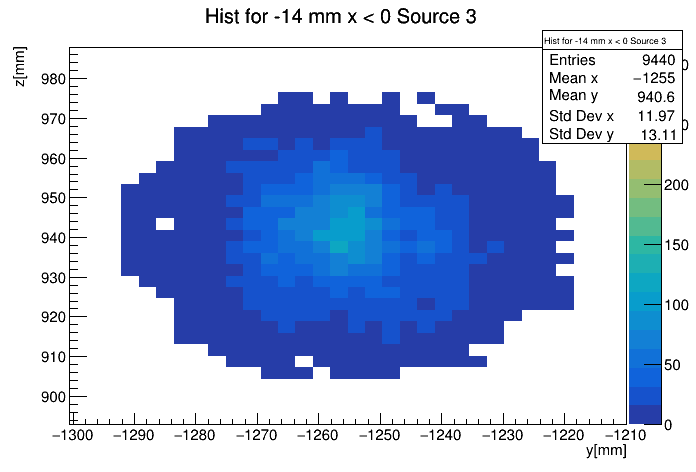 Hist for -14 mm x < 0 Source 3
z[mm]
Hist for -14 mm x < 0 Source 3
Entries 9440
Mean x −1255
Mean y 940.6
Std Dev x 11.97
Std Dev y 13.11
980
970
960
950
940
930
920
910
900
200
150
100
50
0
−1300 −1290 −1280 −1270 −1260 −1250 −1240 −1230 −1220 −1210
y[mm]